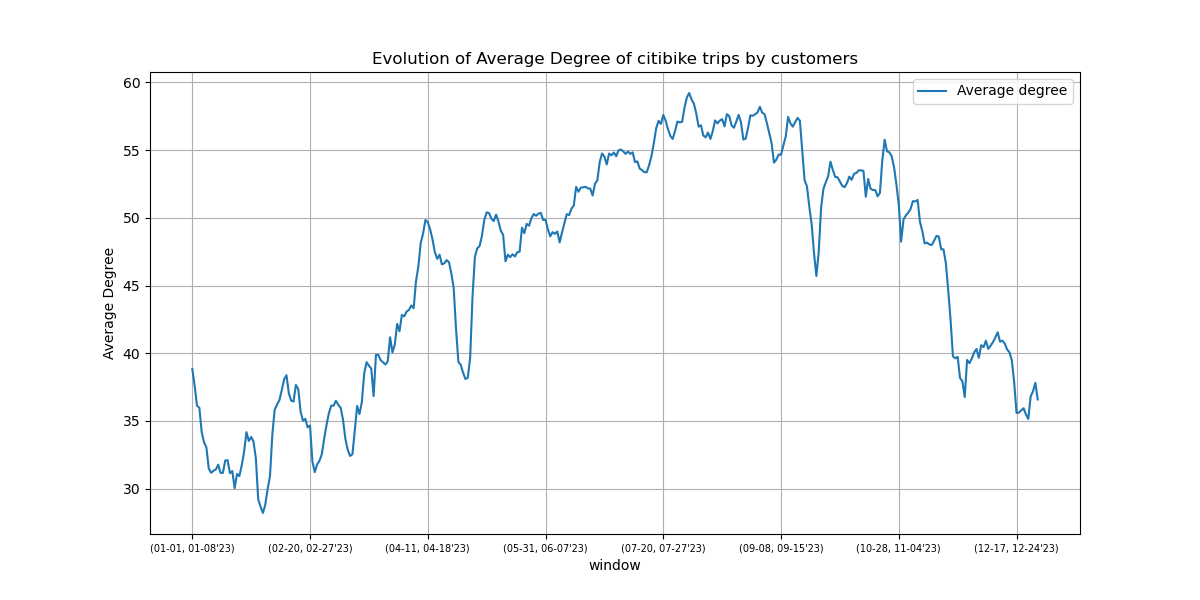 Evolution of Average Degree of citibike trips by customers
Average degree
60
55
50
45
40
35
30
Average Degree
(01-01, 01-08'23) (02-20, 02-27'23) (04-11, 04-18'23) (05-31, 06-07'23) (07-20, 07-27'23) (09-08, 09-15'23) (10-28, 11-04'23) (12-17, 12-24'23)
window